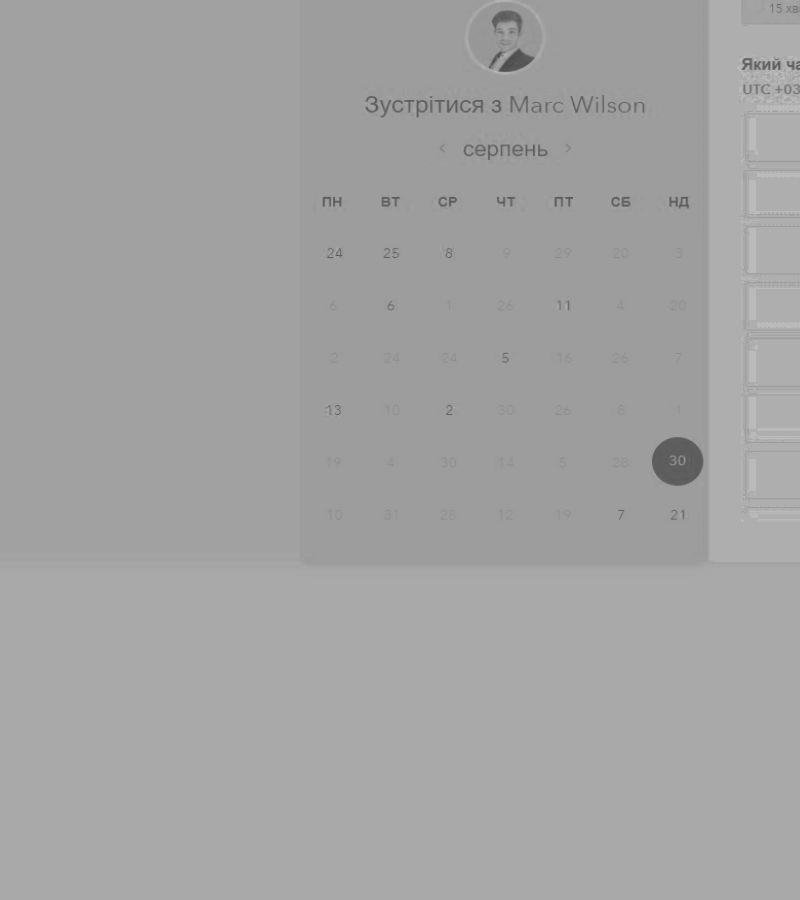 15 хв
Зустрітися з Marc Wilson
Який ча
UTC +03
серпень
ПН ВТ СР ЧТ ПТ СБ НД
24 25 8 9 29 20 3
6 6 1 26 11 4 20
2 24 24 5 16 26 7
13 10 2 30 26 8 1
19 4 30 14 5 28 30
10 31 28 12 19 7 21